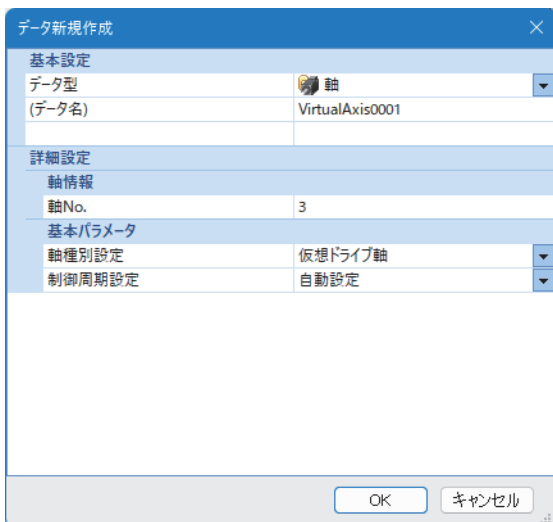 データ新規作成
基本設定
データ型 軸
(データ名) VirtualAxis0001
詳細設定
軸情報
軸No. 3
基本パラメータ
軸種別設定 仮想ドライブ軸
制御周期設定 自動設定
OK キャンセル